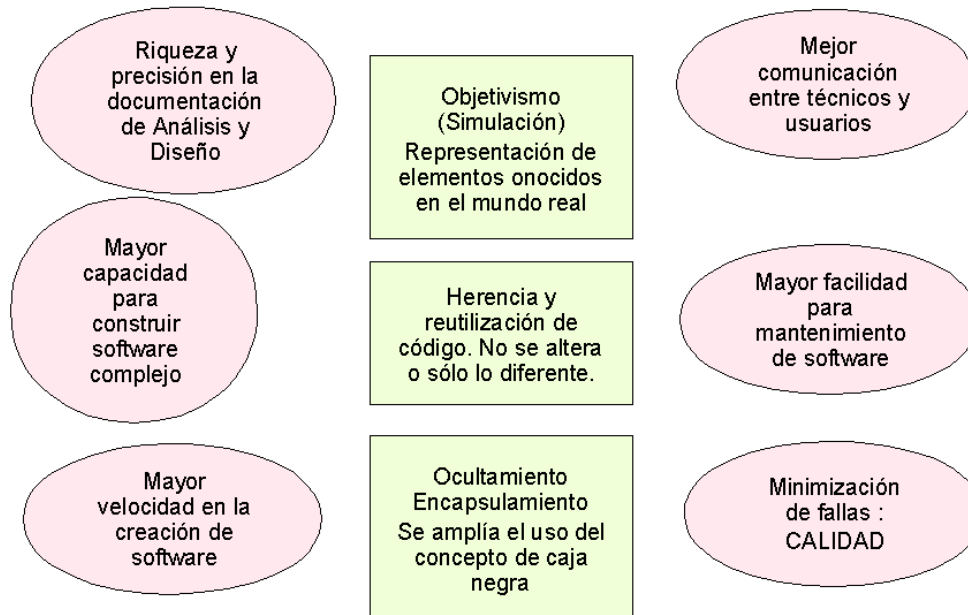 Riqueza y
precisión en la
documentación
de Análisis y
Diseño
Objetivismo
(Simulación)
Representación de
elementos onocidos
en el mundo real
Mejor
comunicación
entre técnicos y
usuarios
Mayor
capacidad
para
construir
software
complejo
Herencia y
reutilización de
código. No se altera
o sólo lo diferente.
Mayor facilidad
para
mantenimiento
de software
Mayor
velocidad en la
creación de
software
Ocultamiento
Encapsulamiento
Se amplía el uso del
concepto de caja
negra
Minimización
de fallas :
CALIDAD